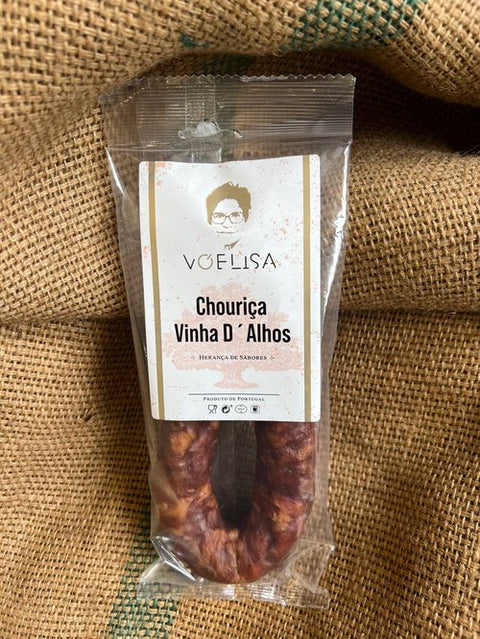 VOELISA
Chouriça
Vinha D´Alhos
HERANÇA DE SABORES
PRODUTO DE PORTUGAL